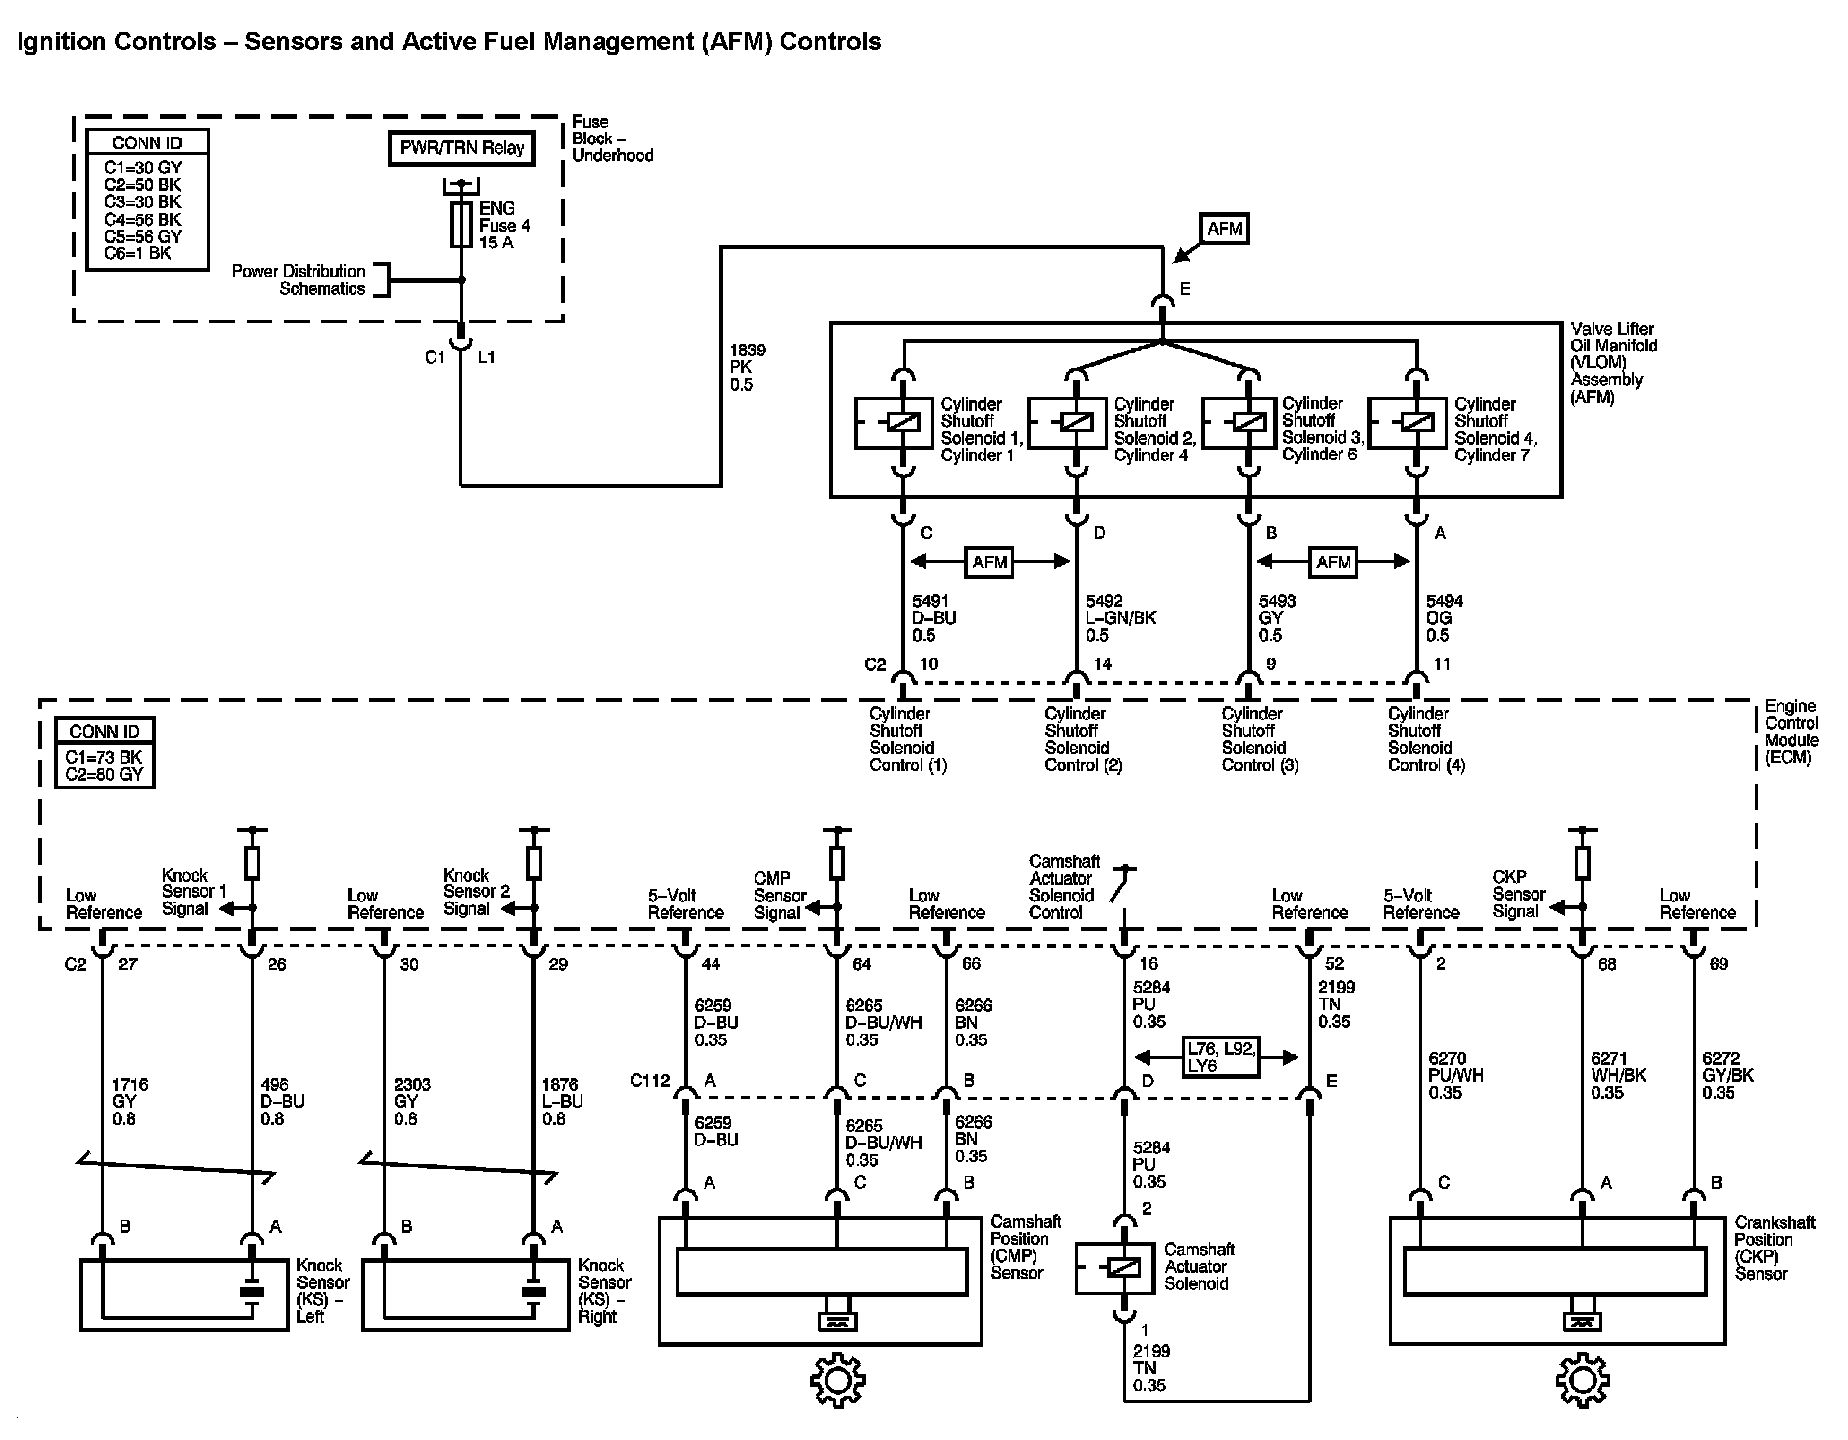 Ignition Controls – Sensors and Active Fuel Management (AFM) Controls
CONN ID
C1=30 GY
C2=50 BK
C3=30 BK
C4=56 BK
C5=56 GY
C6=1 BK
PWR/TRN Relay
ENG
Fuse 4
15 A
Power Distribution
Schematics
Fuse
Block –
Underhood
C1
L1
1839
PK
0.5
AFM
E
Valve Lifter
Oil Manifold
(VLOM)
Assembly
(AFM)
Cylinder
Shutoff
Solenoid 1,
Cylinder 1
Cylinder
Shutoff
Solenoid 2,
Cylinder 4
Cylinder
Shutoff
Solenoid 3,
Cylinder 6
Cylinder
Shutoff
Solenoid 4,
Cylinder 7
C
D
B
A
AFM
AFM
5491
D–BU
0.5
5492
L–GN/BK
0.5
5493
GY
0.5
5494
OG
0.5
C2
10
14
9
11
CONN ID
C1=73 BK
C2=80 GY
Cylinder
Shutoff
Solenoid
Control (1)
Cylinder
Shutoff
Solenoid
Control (2)
Cylinder
Shutoff
Solenoid
Control (3)
Cylinder
Shutoff
Solenoid
Control (4)
Engine
Control
Module
(ECM)
Low
Reference
Knock
Sensor 1
Signal
Low
Reference
Knock
Sensor 2
Signal
5–Volt
Reference
CMP
Sensor
Signal
Low
Reference
Camshaft
Actuator
Solenoid
Control
Low
Reference
5–Volt
Reference
CKP
Sensor
Signal
Low
Reference
C2
27
26
30
29
44
64
66
16
52
2
68
69
6259
D–BU
0.35
6265
D–BU/WH
0.35
6266
BN
0.35
5284
PU
0.35
2199
TN
0.35
L76, L92,
LY6
1716
GY
0.8
496
D–BU
0.8
2303
GY
0.8
1876
L–BU
0.8
C112
A
C
B
D
E
6270
PU/WH
0.35
6271
WH/BK
0.35
6272
GY/BK
0.35
6259
D–BU
6265
D–BU/WH
0.35
6266
BN
0.35
5284
PU
0.35
A
C
B
2
C
A
B
B
A
B
A
Knock
Sensor
(KS) –
Left
Knock
Sensor
(KS) –
Right
Camshaft
Position
(CMP)
Sensor
Camshaft
Actuator
Solenoid
Crankshaft
Position
(CKP)
Sensor
1
2199
TN
0.35